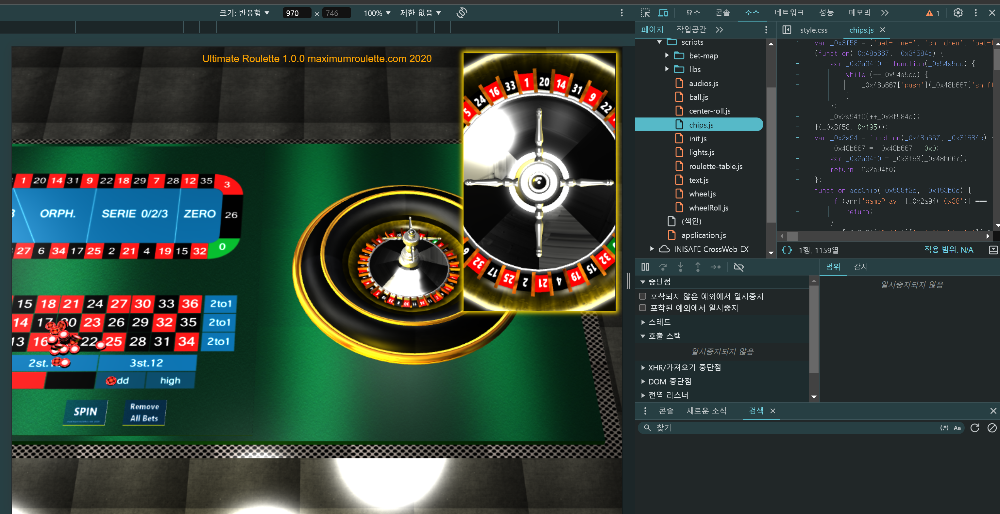 크기: 반응형 970 × 746 100% 제한 없음
Ultimate Roulette 1.0.0 maximumroulette.com 2020
5 24 16 33 1 20 14 31 9 22
32 17 25 2 21 4 19 15 32
1 20 14 31 9 22 18 29 7 28 12 35 3
ORPH. SERIE 0/2/3 ZERO 26
27 6 34 17 25 2 21 4 19 15 32 0
15 18 21 24 27 30 33 36 2to1
14 17 20 23 26 29 32 35 2to1
13 16 22 25 28 31 34 2to1
2st. 3st.12
dd high
SPIN
Remove
All Bets
요소 콘솔 소스 네트워크 성능 메모리 1
페이지 작업공간
scripts
bet-map
libs
audios.js
ball.js
center-roll.js
chips.js
init.js
lights.js
roulette-table.js
text.js
wheel.js
wheelRoll.js
(색인)
application.js
INISAFE CrossWeb EX
style.css chips.js
1 var _0x3f58 = ['bet-line-', 'children', 'bet-t
(function(_0x48b667, _0x3f584c) {
var _0x2a94f0 = function(_0x54a5cc) {
while (--_0x54a5cc) {
_0x48b667['push'](_0x48b667['shift
}
};
_0x2a94f0(++_0x3f584c);
}(_0x3f58, 0x195));
var _0x2a94 = function(_0x48b667, _0x3f584c) {
_0x48b667 = _0x48b667 - 0x0;
var _0x2a94f0 = _0x3f58[_0x48b667];
return _0x2a94f0;
};
function addChip(_0x588f3e, _0x153b0c) {
if (app['gamePlay'][_0x2a94('0x38')] === !
return;
}
{} 1행, 1159열 적용 범위: N/A
중단점
포착되지 않은 예외에서 일시중지
포착된 예외에서 일시중지
스레드
호출 스택
일시중지되지 않음
XHR/가져오기 중단점
DOM 중단점
전역 리스너
범위 감시
일시중지되지 않음
콘솔 새로운 소식 검색
찾기 (.*) Aa